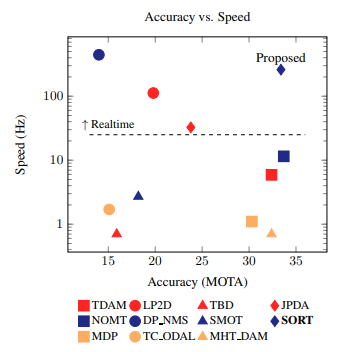 Accuracy vs. Speed
Proposed
100
↑ Realtime
10
1
Speed (Hz)
15 20 25 30 35
Accuracy (MOTA)
TDAM LP2D TBD JPDA
NOMT DP_NMS SMOT SORT
MDP TC_ODAL MHT_DAM